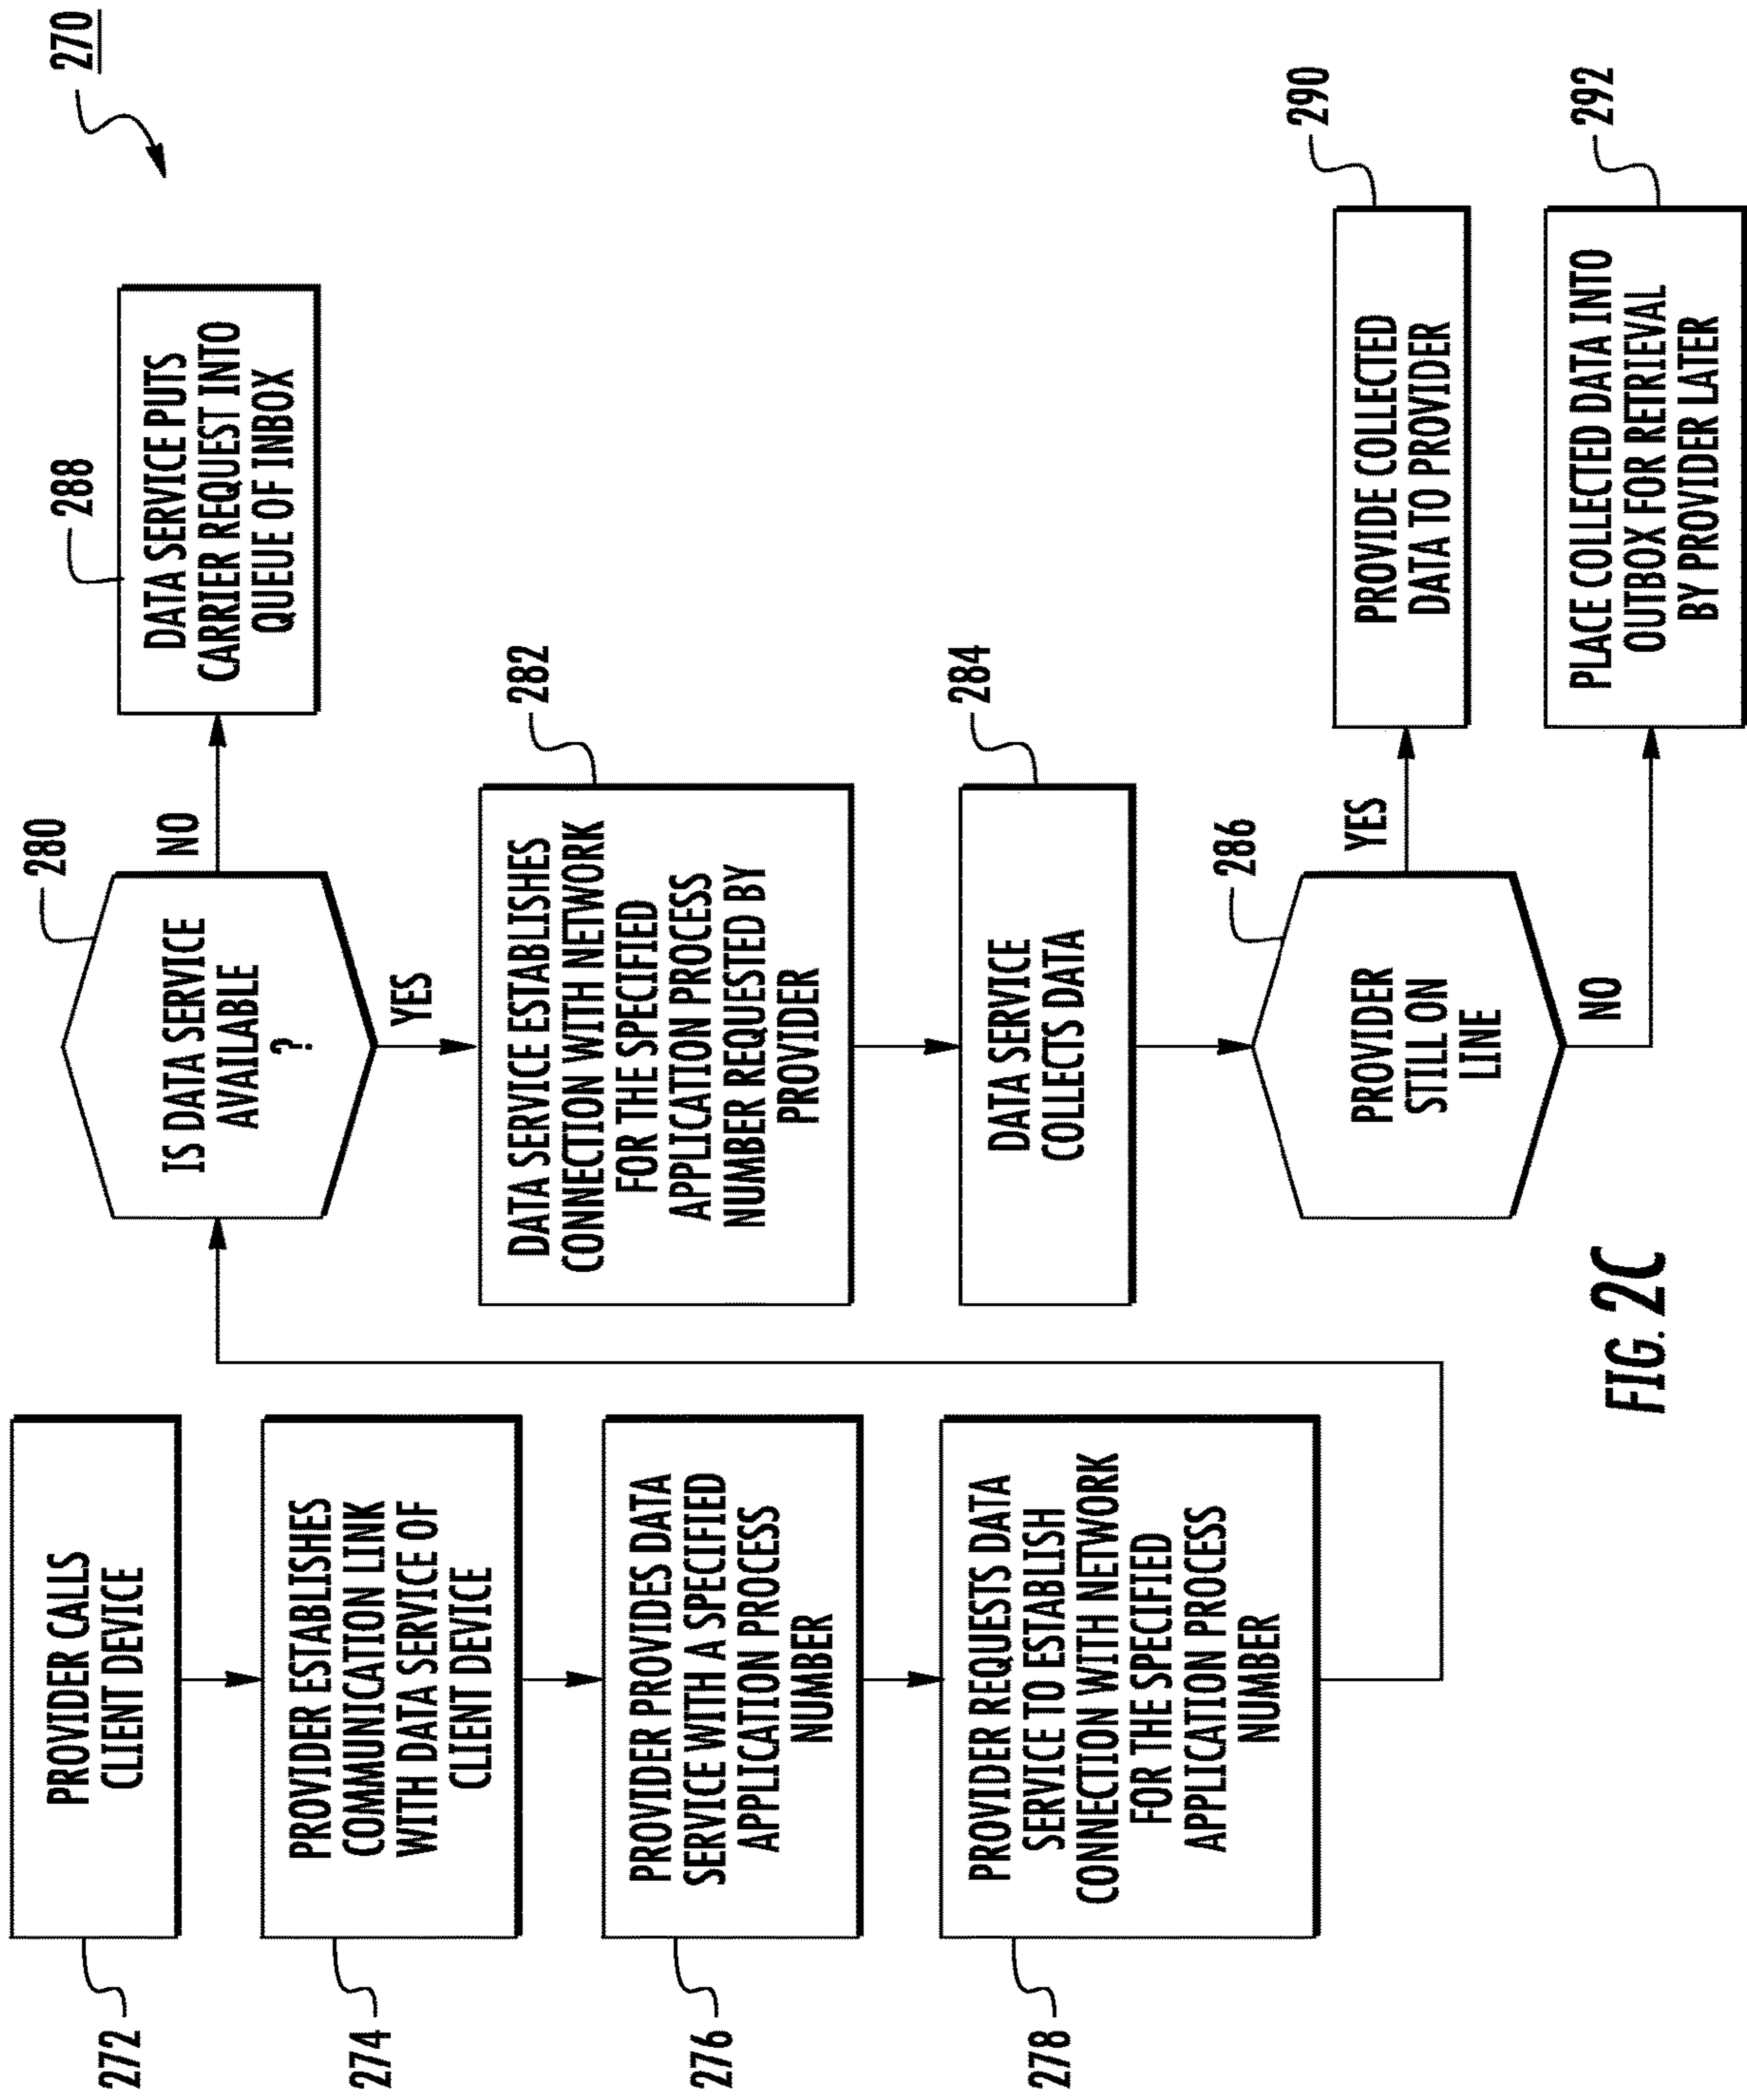 270
272
PROVIDER CALLS
CLIENT DEVICE
274
PROVIDER ESTABLISHES
COMMUNICATION LINK
WITH DATA SERVICE OF
CLIENT DEVICE
276
PROVIDER PROVIDES DATA
SERVICE WITH A SPECIFIED
APPLICATION PROCESS
NUMBER
278
PROVIDER REQUESTS DATA
SERVICE TO ESTABLISH
CONNECTION WITH NETWORK
FOR THE SPECIFIED
APPLICATION PROCESS
NUMBER
280
IS DATA SERVICE
AVAILABLE
?
NO
288
DATA SERVICE PUTS
CARRIER REQUEST INTO
QUEUE OF INBOX
YES
282
DATA SERVICE ESTABLISHES
CONNECTION WITH NETWORK
FOR THE SPECIFIED
APPLICATION PROCESS
NUMBER REQUESTED BY
PROVIDER
284
DATA SERVICE
COLLECTS DATA
286
PROVIDER
STILL ON
LINE
YES
290
PROVIDE COLLECTED
DATA TO PROVIDER
NO
292
PLACE COLLECTED DATA INTO
OUTBOX FOR RETRIEVAL
BY PROVIDER LATER
FIG. 2C